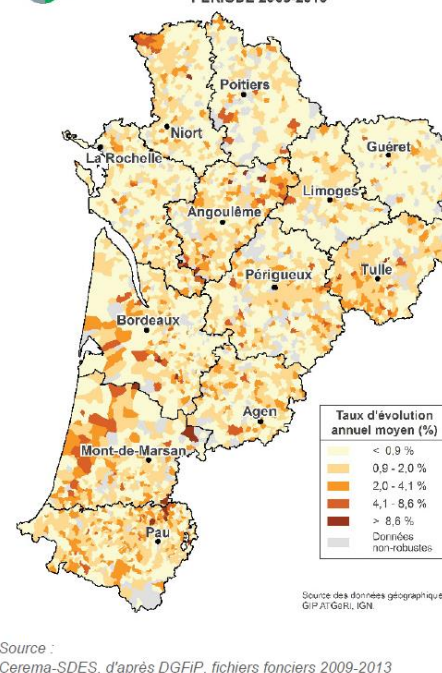 PÉRIODE 2009-2013
Poitiers
Niort
La Rochelle
Guéret
Limoges
Angoulême
Périgueux
Tulle
Bordeaux
Agen
Mont-de-Marsan
Pau
Taux d'évolution
annuel moyen (%)
< 0,9 %
0,9 - 2,0 %
2,0 - 4,1 %
4,1 - 8,6 %
> 8,6 %
Données
non-robustes
Source des données géographiques
GIP ATGeRI, IGN.
Source :
Cerema-SDES, d'après DGFiP, fichiers fonciers 2009-2013